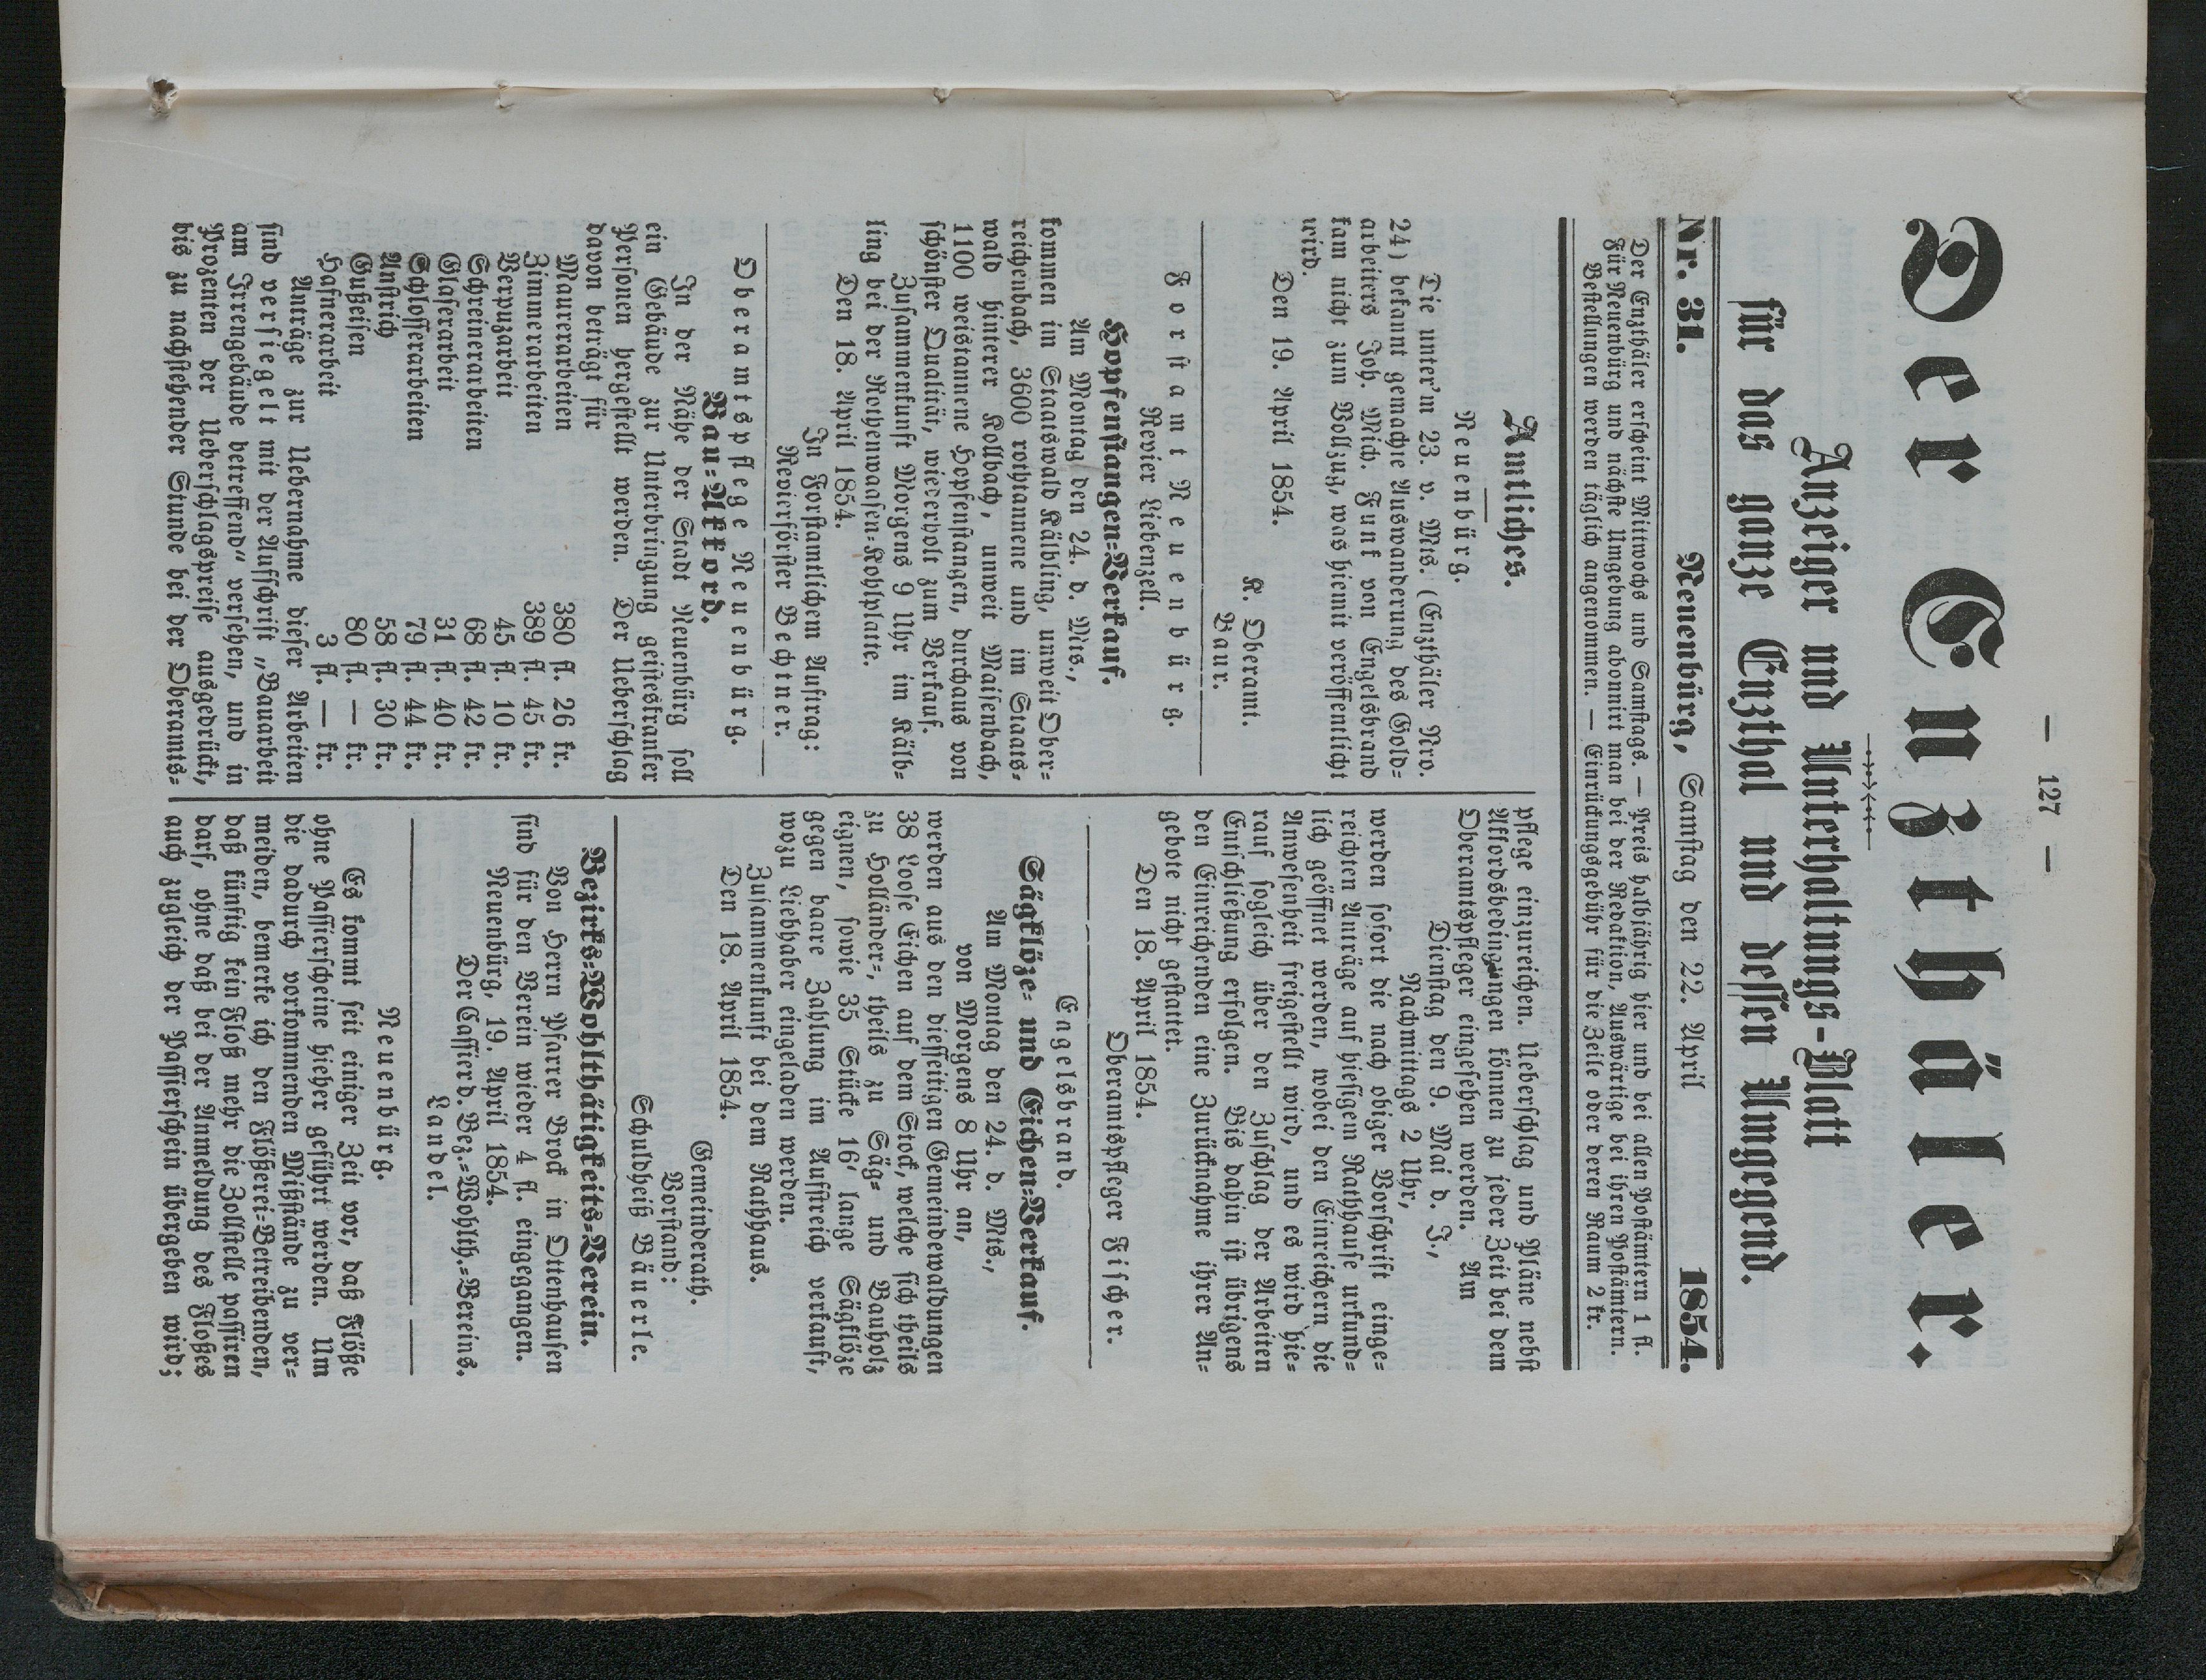 — 127 —
Der Enzthäler.
Anzeiger und Unterhaltungs-Blatt
für das ganze Enzthal und dessen Umgegend.
Nr. 31. Neuenbürg, Samstag den 22. April 1854.
Der Enzthäler erscheint Mittwochs und Samstags. — Preis halbjährig hier und bei allen Postämtern 1 fl.
Für Neuenbürg und nächste Umgebung abonnirt man bei der Redaktion, Auswärtige bei ihren Postämtern.
Bestellungen werden täglich angenommen. — Einrückungsgebühr für die Zeile oder deren Raum 2 kr.
Amtliches.
Neuenbürg.
Die unter'm 23. v. Mts. (Enzthäler Nro.
24) bekannt gemachte Auswanderung des Gold-
arbeiters Joh. Mich. Funk von Engelsbrand
kam nicht zum Vollzug, was hiemit veröffentlicht
wird.
Den 19. April 1854.
K. Oberamt.
Baur.
Forstamt Neuenbürg.
Revier Liebenzell.
Hopfenstangen-Verkauf.
Am Montag den 24. d. Mts.,
kommen im Staatswald Kälbling, unweit Ober-
reichenbach, 3600 rothtannene und im Staats-
wald hinterer Kollbach, unweit Maisenbach,
1100 weistannene Hopfenstangen, durchaus von
schönster Qualität, wiederholt zum Verkauf.
Zusammenkunft Morgens 9 Uhr im Kälb-
ling bei der Rothenwaasen-Kohlplatte.
Den 18. April 1854.
In Forstamtlichem Auftrag:
Revierförster Bechtner.
Oberamtspflege Neuenbürg.
Bau-Akkord.
In der Nähe der Stadt Neuenbürg soll
ein Gebäude zur Unterbringung geisteskranker
Personen hergestellt werden. Der Ueberschlag
davon beträgt für
Maurerarbeiten 380 fl. 26 kr.
Zimmerarbeiten 389 fl. 45 kr.
Verpuzarbeit 45 fl. 10 kr.
Schreinerarbeiten 68 fl. 42 kr.
Glaserarbeit 31 fl. 40 kr.
Schlosserarbeiten 79 fl. 44 kr.
Anstrich 58 fl. 30 kr.
Gußeisen 80 fl. — kr.
Hafnerarbeit 3 fl. — kr.
Anträge zur Uebernahme dieser Arbeiten
sind versiegelt mit der Aufschrift „Bauarbeit
am Irrengebäude betreffend" versehen, und in
Prozenten der Ueberschlagspreise ausgedrückt,
bis zu nachstehender Stunde bei der Oberamts-
pflege einzureichen. Ueberschlag und Pläne nebst
Akkordsbedingungen können zu jeder Zeit bei dem
Oberamtspfleger eingesehen werden. Am
Dienstag den 9. Mai d. J.,
Nachmittags 2 Uhr,
werden sofort die nach obiger Vorschrift einge-
reichten Anträge auf hiesigem Rathhause urkund-
lich geöffnet werden, wobei den Einreichern die
Anwesenheit freigestellt wird, und es wird hie-
rauf sogleich über den Zuschlag der Arbeiten
Entschließung erfolgen. Bis dahin ist übrigens
den Einreichenden eine Zurücknahme ihrer An-
gebote nicht gestattet.
Den 18. April 1854.
Oberamtspfleger Fischer.
Engelsbrand.
Sägklöze- und Eichen-Verkauf.
Am Montag den 24. d. Mts.,
von Morgens 8 Uhr an,
werden aus den diesseitigen Gemeindewaldungen
38 Loose Eichen auf dem Stock, welche sich theils
zu Holländer-, theils zu Säg- und Bauholz
eignen, sowie 35 Stücke 16' lange Sägklöze
gegen baare Zahlung im Aufstreich verkauft,
wozu Liebhaber eingeladen werden.
Zusammenkunft bei dem Rathhaus.
Den 18. April 1854.
Gemeinderath.
Vorstand:
Schuldheiß Bäuerle.
Bezirks-Wohlthätigkeits-Verein.
Von Herrn Pfarrer Brock in Ottenhausen
sind für den Verein wieder 4 fl. eingegangen.
Neuenbürg, 19. April 1854.
Der Cassier d. Bez.-Wohlth.-Vereins.
Landel.
Neuenbürg.
Es kommt seit einiger Zeit vor, daß Flöße
ohne Passierscheine hieher geführt werden. Um
die dadurch vorkommenden Mißstände zu ver-
meiden, bemerke ich den Flößerei-Betreibenden,
daß künftig kein Floß mehr die Zollstelle passiren
darf, ohne daß bei der Anmeldung des Floßes
auch zugleich der Passierschein übergeben wird;